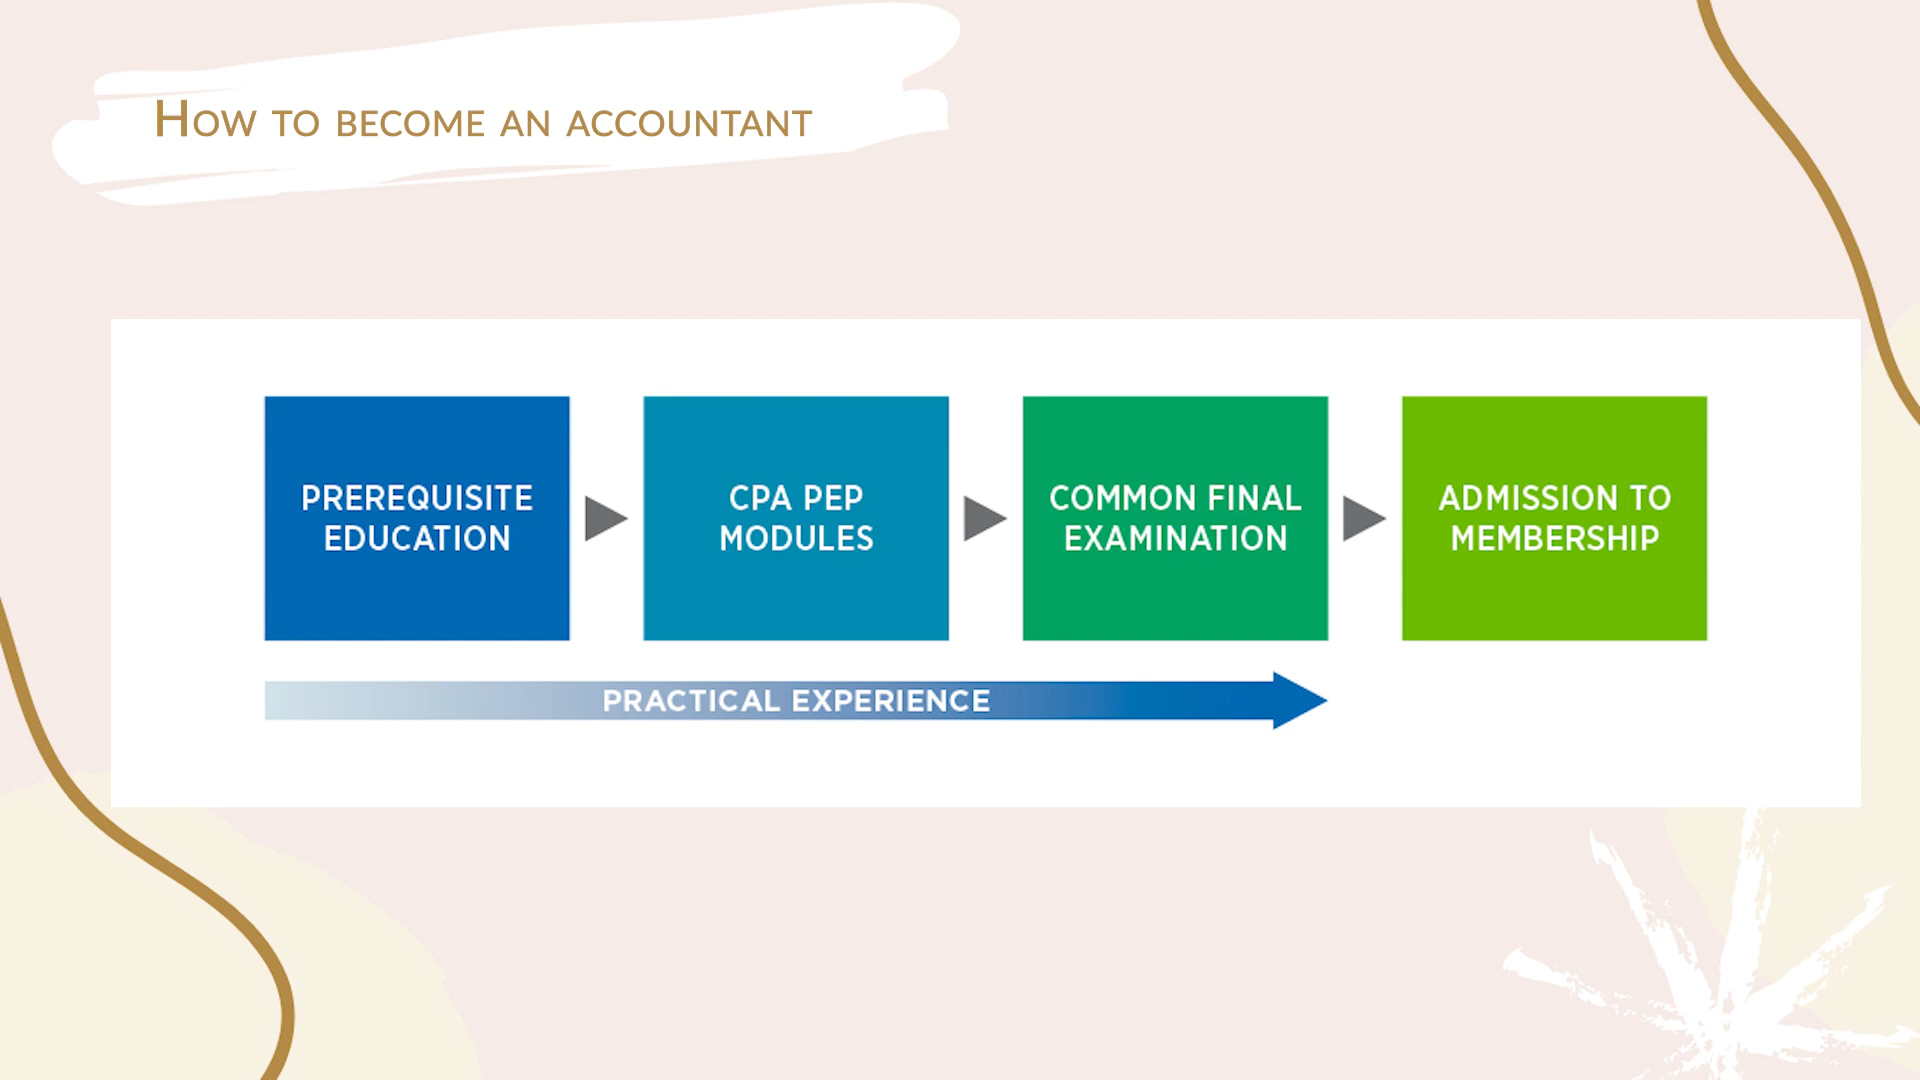 How to become an accountant
PREREQUISITE
EDUCATION
CPA PEP
MODULES
COMMON FINAL
EXAMINATION
ADMISSION TO
MEMBERSHIP
PRACTICAL EXPERIENCE